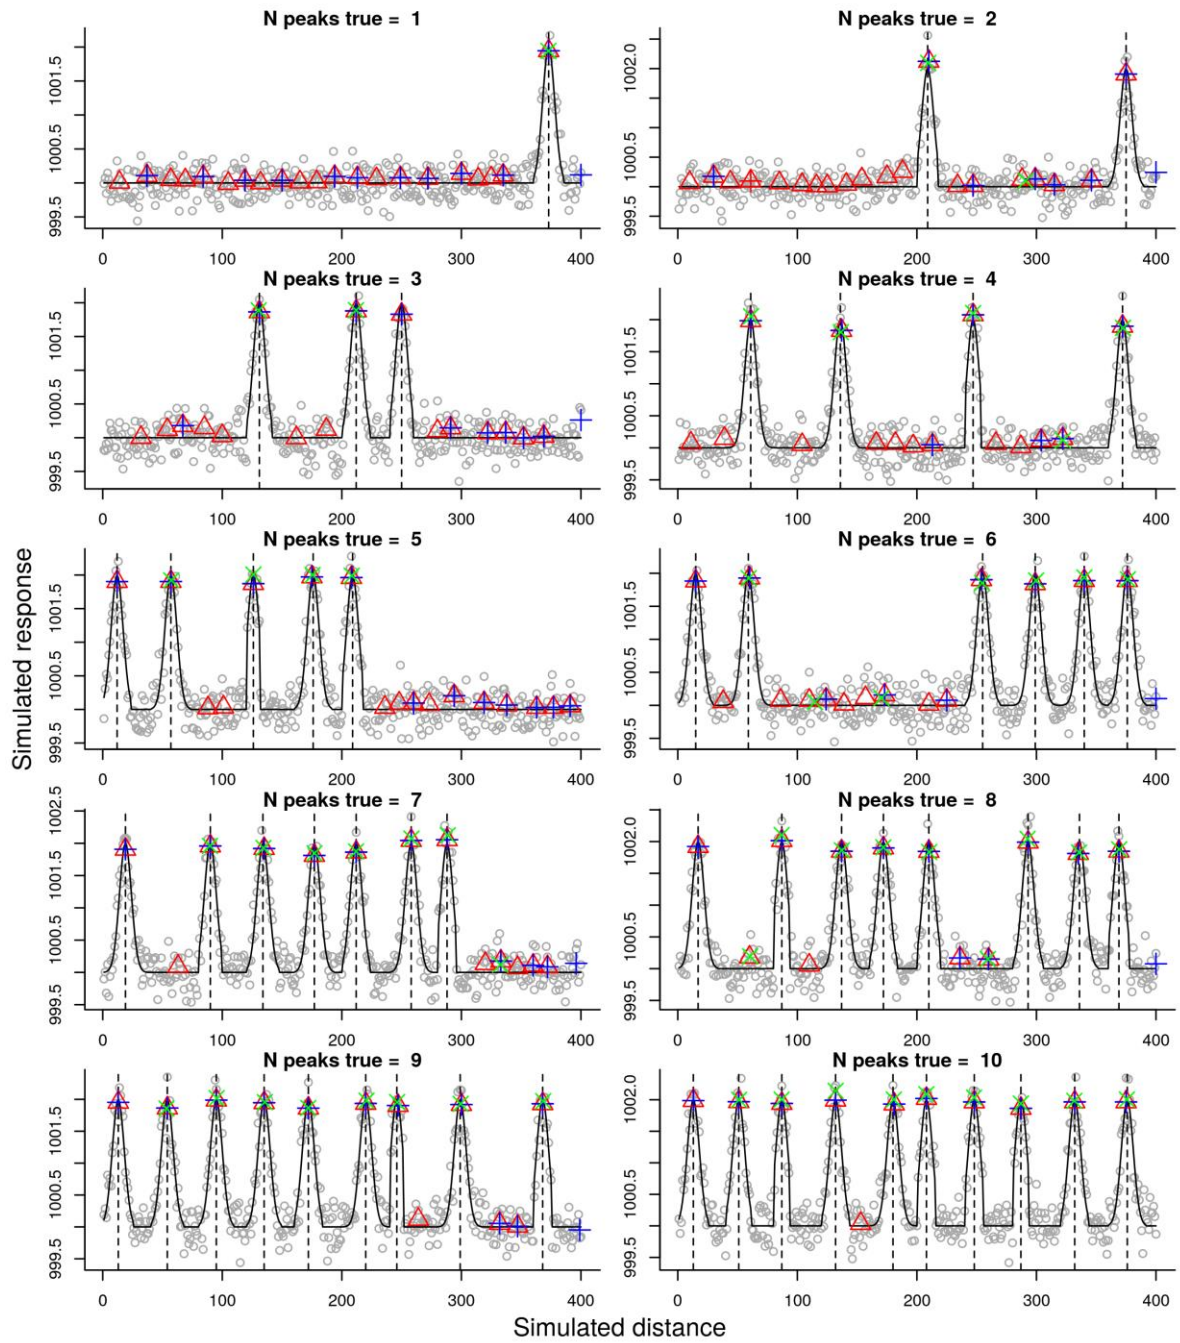 N peaks true = 1
N peaks true = 2
999.5 1000.5 1001.5
0 100 200 300 400
999.5 1000.5 1002.0
0 100 200 300 400
N peaks true = 3
N peaks true = 4
999.5 1000.5 1001.5
0 100 200 300 400
999.5 1000.5 1001.5
0 100 200 300 400
N peaks true = 5
N peaks true = 6
999.5 1000.5 1001.5
0 100 200 300 400
999.5 1000.5 1001.5
0 100 200 300 400
N peaks true = 7
N peaks true = 8
999.5 1000.5 1001.5 1002.5
0 100 200 300 400
999.5 1000.5 1002.0
0 100 200 300 400
N peaks true = 9
N peaks true = 10
999.5 1000.5 1001.5
0 100 200 300 400
999.5 1000.5 1002.0
0 100 200 300 400
Simulated response
Simulated distance